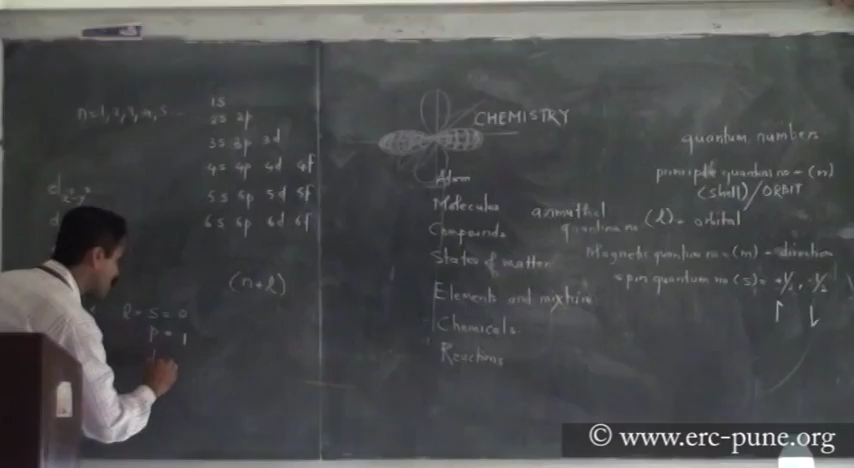 n=1,2,3,4,5
1s
2s 2p
3s 3p 3d
4s 4p 4d 4f
5s 5p 5d 5f
6s 6p 6d 6f
(n+l)
l = s = 0
p = 1
CHEMISTRY
Atom
Molecules
Compounds
States of matter
Elements and mixture
Chemicals
Reactions
quantum numbers
principle quantum no = (n)
(shell)/ORBIT
azimuthal
quantum no (l) = orbital
Magnetic quantum no = (m) = direction
spin quantum no (s) = +1/2, -1/2
↑ ↓
© www.erc-pune.org